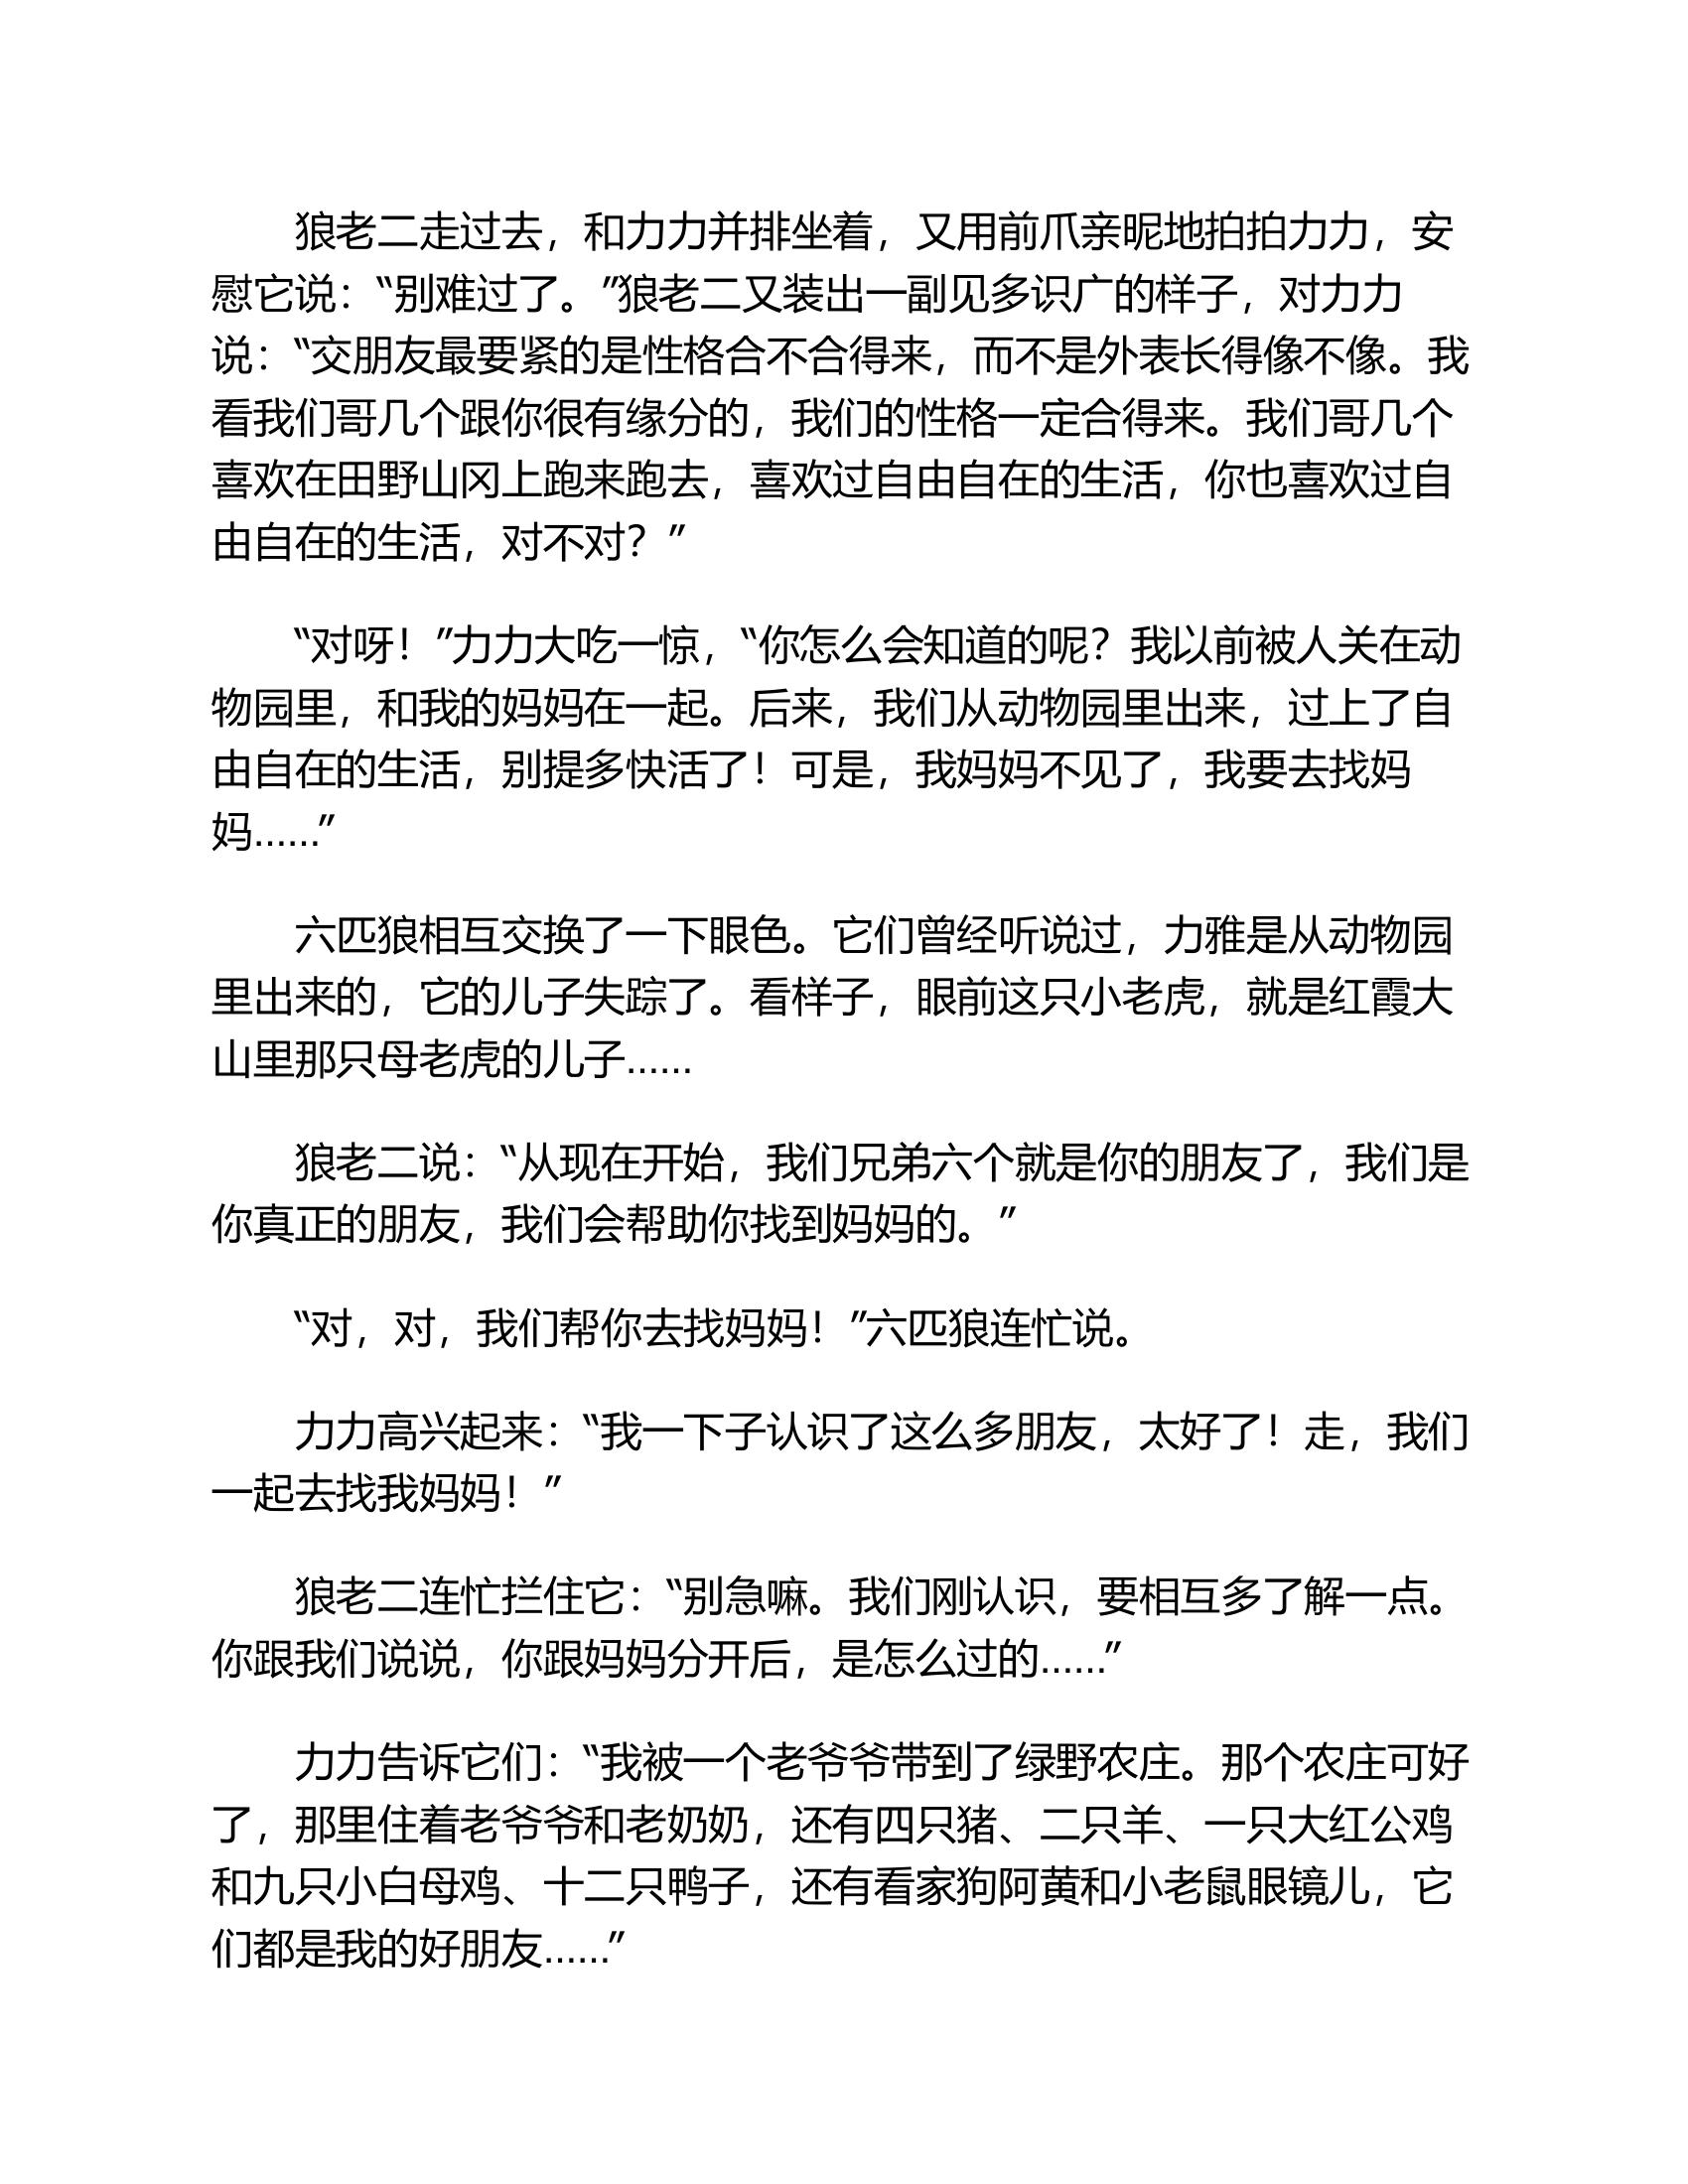 狼老二走过去，和力力并排坐着，又用前爪亲昵地拍拍力力，安
慰它说：“别难过了。”狼老二又装出一副见多识广的样子，对力力
说：“交朋友最要紧的是性格合不合得来，而不是外表长得像不像。我
看我们哥几个跟你很有缘分的，我们的性格一定合得来。我们哥几个
喜欢在田野山冈上跑来跑去，喜欢过自由自在的生活，你也喜欢过自
由自在的生活，对不对？”
“对呀！”力力大吃一惊，“你怎么会知道的呢？我以前被人关在动
物园里，和我的妈妈在一起。后来，我们从动物园里出来，过上了自
由自在的生活，别提多快活了！可是，我妈妈不见了，我要去找妈
妈……”
六匹狼相互交换了一下眼色。它们曾经听说过，力雅是从动物园
里出来的，它的儿子失踪了。看样子，眼前这只小老虎，就是红霞大
山里那只母老虎的儿子……
狼老二说：“从现在开始，我们兄弟六个就是你的朋友了，我们是
你真正的朋友，我们会帮助你找到妈妈的。”
“对，对，我们帮你去找妈妈！”六匹狼连忙说。
力力高兴起来：“我一下子认识了这么多朋友，太好了！走，我们
一起去找我妈妈！”
狼老二连忙拦住它：“别急嘛。我们刚认识，要相互多了解一点。
你跟我们说说，你跟妈妈分开后，是怎么过的……”
力力告诉它们：“我被一个老爷爷带到了绿野农庄。那个农庄可好
了，那里住着老爷爷和老奶奶，还有四只猪、二只羊、一只大红公鸡
和九只小白母鸡、十二只鸭子，还有看家狗阿黄和小老鼠眼镜儿，它
们都是我的好朋友……”